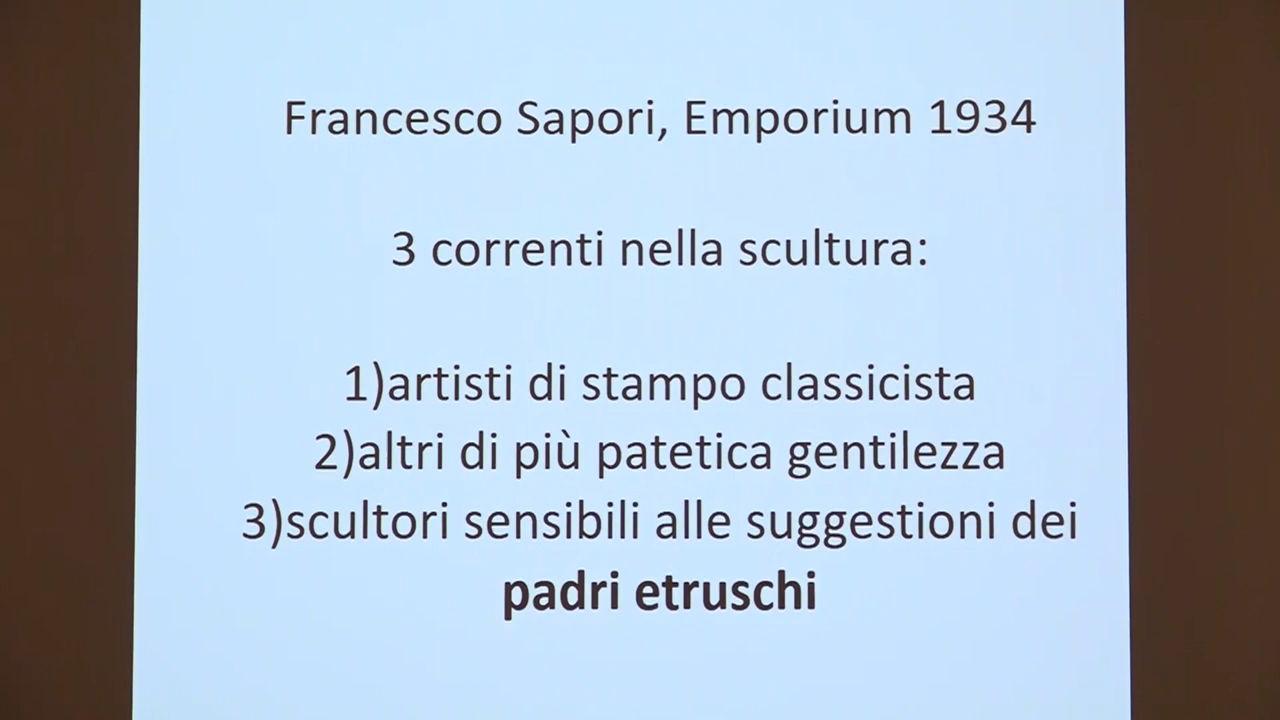 Francesco Sapori, Emporium 1934
3 correnti nella scultura:
1)artisti di stampo classicista
2)altri di più patetica gentilezza
3)scultori sensibili alle suggestioni dei
padri etruschi